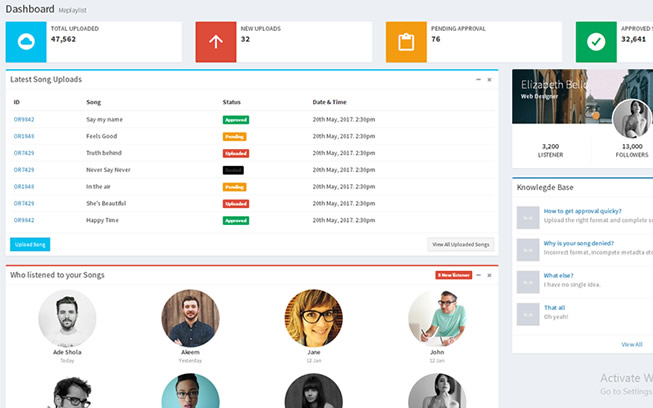 Dashboard Meplaylist
TOTAL UPLOADED
47,562
NEW UPLOADS
32
PENDING APPROVAL
76
APPROVED S
32,641
Latest Song Uploads
ID Song Status Date & Time
OR9842 Say my name Approved 20th May, 2017. 2:30pm
OR1848 Feels Good Pending 20th May, 2017. 2:30pm
OR7429 Truth behind Uploaded 20th May, 2017. 2:30pm
OR7429 Never Say Never 20th May, 2017. 2:30pm
OR1848 In the air Pending 20th May, 2017. 2:30pm
OR7429 She's Beautiful Uploaded 20th May, 2017. 2:30pm
OR9842 Happy Time Approved 20th May, 2017. 2:30pm
Upload Song
View All Uploaded Songs
Who listened to your Songs
8 New listener
Ade Shola
Today
Akeem
Yesterday
Jane
12 Jan
John
12 Jan
Elizabeth Belic
Web Designer
3,200
LISTENER
13,000
FOLLOWERS
Knowlegde Base
How to get approval quicky?
Upload the right format and complete s
Why is your song denied?
Incorrect format, incompete metadta etc
What else?
I have no single idea.
That all
Oh yeah!
View All
Activate W
Go to Settings